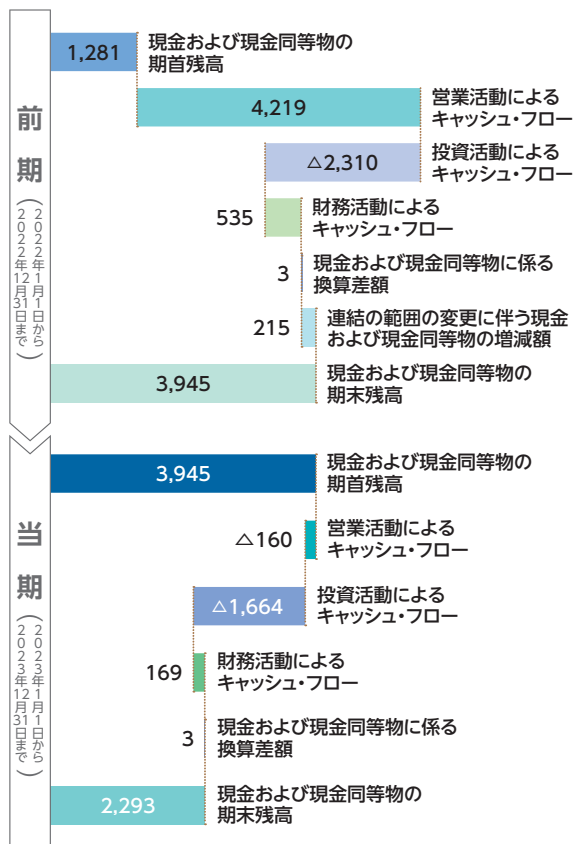 前期
(2022年1月1日から
2022年12月31日まで)
1,281
現金および現金同等物の
期首残高
4,219
営業活動による
キャッシュ・フロー
△2,310
投資活動による
キャッシュ・フロー
535
財務活動による
キャッシュ・フロー
3
現金および現金同等物に係る
換算差額
215
連結の範囲の変更に伴う現金
および現金同等物の増減額
3,945
現金および現金同等物の
期末残高
当期
(2023年1月1日から
2023年12月31日まで)
3,945
現金および現金同等物の
期首残高
△160
営業活動による
キャッシュ・フロー
△1,664
投資活動による
キャッシュ・フロー
169
財務活動による
キャッシュ・フロー
3
現金および現金同等物に係る
換算差額
2,293
現金および現金同等物の
期末残高